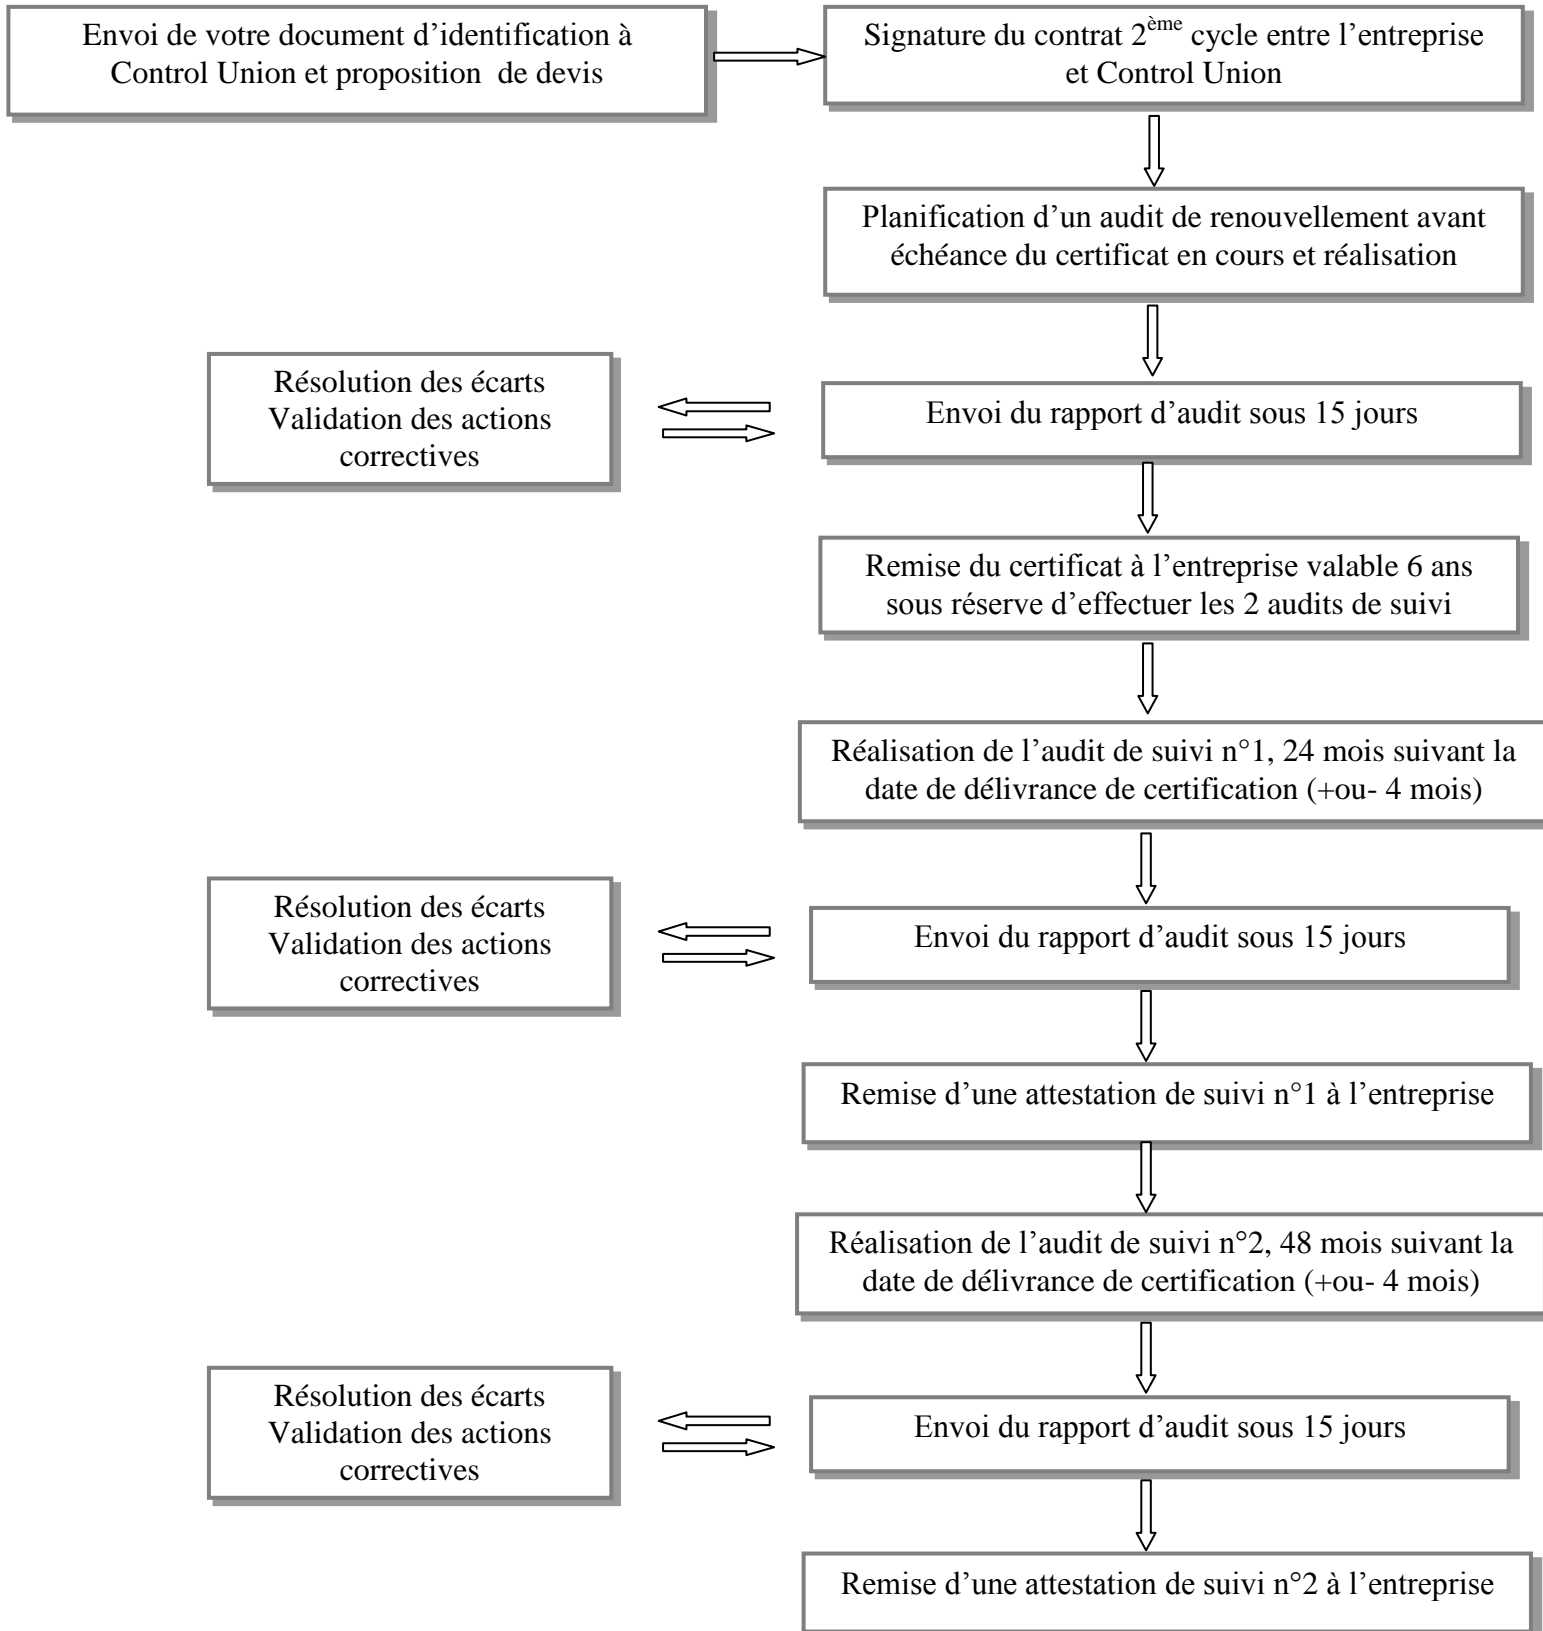 Envoi de votre document d’identification à
Control Union et proposition  de devis
Signature du contrat 2ème cycle entre l’entreprise
et Control Union
Planification d’un audit de renouvellement avant
échéance du certificat en cours et réalisation
Résolution des écarts
Validation des actions
correctives
Envoi du rapport d’audit sous 15 jours
Remise du certificat à l’entreprise valable 6 ans
sous réserve d’effectuer les 2 audits de suivi
Réalisation de l’audit de suivi n°1, 24 mois suivant la
date de délivrance de certification (+ou- 4 mois)
Résolution des écarts
Validation des actions
correctives
Envoi du rapport d’audit sous 15 jours
Remise d’une attestation de suivi n°1 à l’entreprise
Réalisation de l’audit de suivi n°2, 48 mois suivant la
date de délivrance de certification (+ou- 4 mois)
Résolution des écarts
Validation des actions
correctives
Envoi du rapport d’audit sous 15 jours
Remise d’une attestation de suivi n°2 à l’entreprise